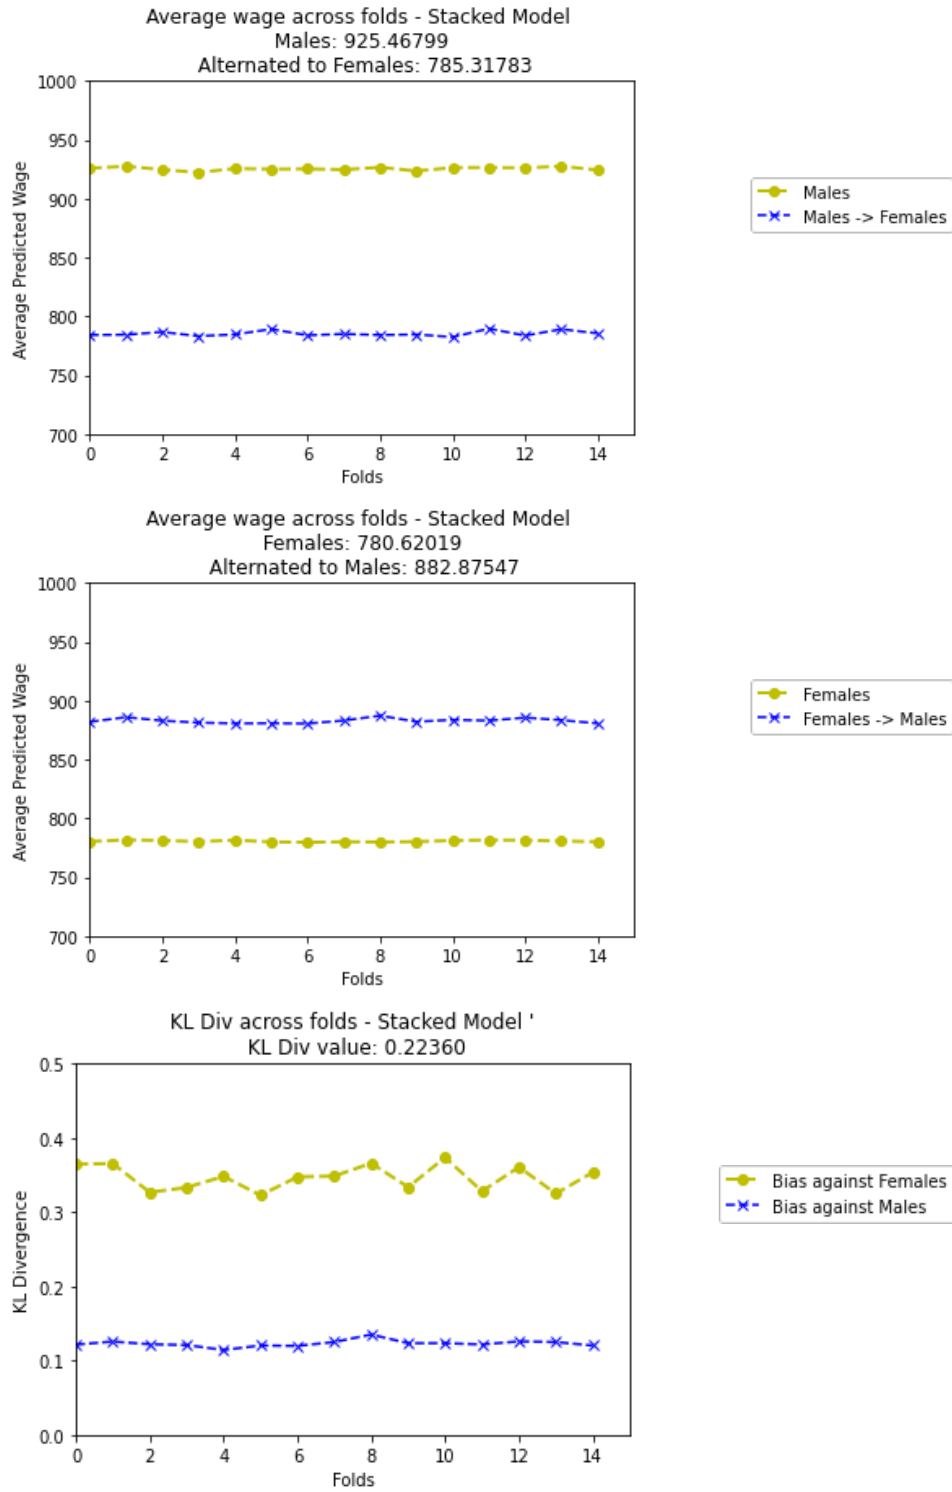 Average wage across folds - Stacked Model
Males: 925.46799
Alternated to Females: 785.31783
1000
950
900
850
800
750
700
Average Predicted Wage
0 2 4 6 8 10 12 14
Folds
Males
Males -> Females
Average wage across folds - Stacked Model
Females: 780.62019
Alternated to Males: 882.87547
1000
950
900
850
800
750
700
Average Predicted Wage
0 2 4 6 8 10 12 14
Folds
Females
Females -> Males
KL Div across folds - Stacked Model '
KL Div value: 0.22360
0.5
0.4
0.3
0.2
0.1
0.0
KL Divergence
0 2 4 6 8 10 12 14
Folds
Bias against Females
Bias against Males